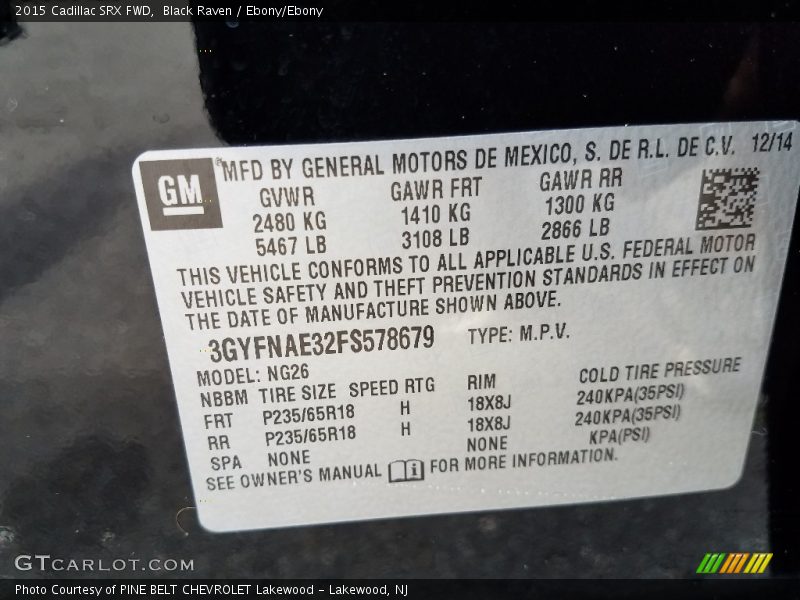 2015 Cadillac SRX FWD, Black Raven / Ebony/Ebony
GM
MFD BY GENERAL MOTORS DE MEXICO, S. DE R.L. DE C.V. 12/14
GVWR GAWR FRT GAWR RR
2480 KG 1410 KG 1300 KG
5467 LB 3108 LB 2866 LB
THIS VEHICLE CONFORMS TO ALL APPLICABLE U.S. FEDERAL MOTOR
VEHICLE SAFETY AND THEFT PREVENTION STANDARDS IN EFFECT ON
THE DATE OF MANUFACTURE SHOWN ABOVE.
3GYFNAE32FS578679 TYPE: M.P.V.
MODEL: NG26
NBBM TIRE SIZE SPEED RTG RIM COLD TIRE PRESSURE
FRT P235/65R18 H 18X8J 240KPA(35PSI)
RR P235/65R18 H 18X8J 240KPA(35PSI)
SPA NONE NONE KPA(PSI)
SEE OWNER'S MANUAL FOR MORE INFORMATION.
GTCARLOT.COM
Photo Courtesy of PINE BELT CHEVROLET Lakewood - Lakewood, NJ